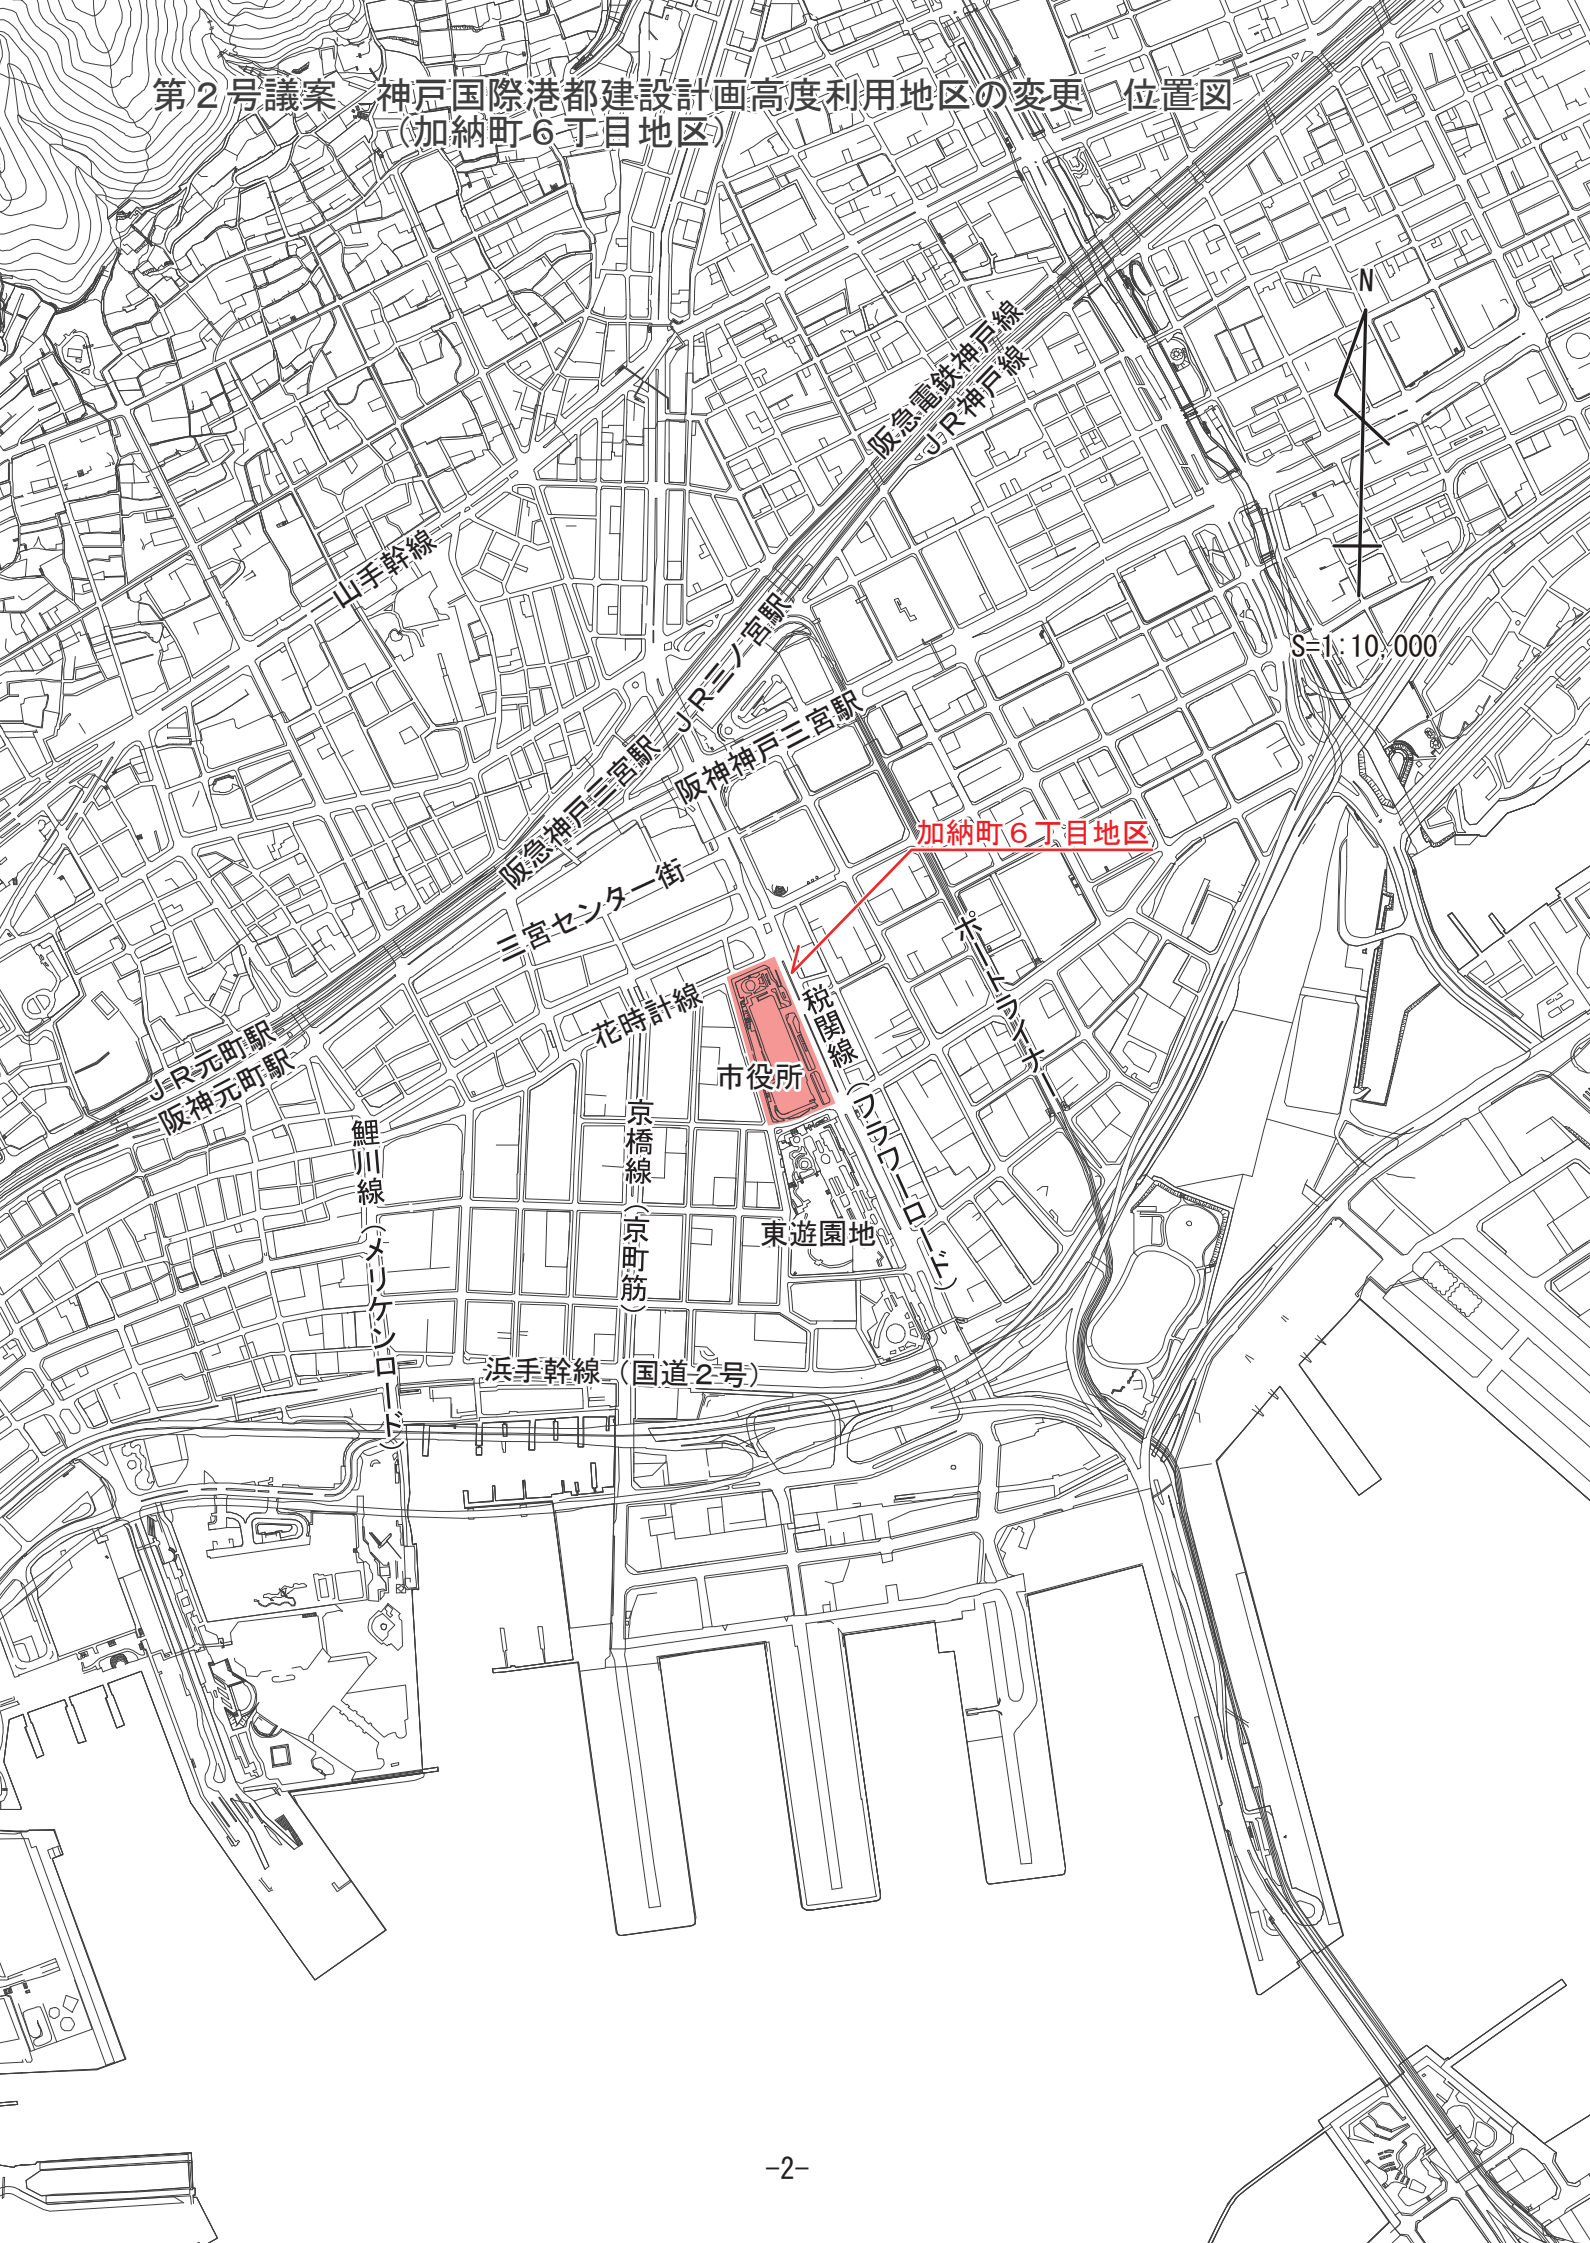 第２号議案　神戸国際港都建設計画高度利用地区の変更　位置図
（加納町６丁目地区）
N
阪急電鉄神戸線
ＪＲ神戸線
山手幹線
S=1:10,000
ＪＲ三ノ宮駅
阪神神戸三宮駅
阪急神戸三宮駅
加納町６丁目地区
三宮センター街
ポートライナー
花時計線
税関線（フラワーロード）
市役所
ＪＲ元町駅
阪神元町駅
鯉川線（メリケンロード）
京橋線（京町筋）
東遊園地
浜手幹線（国道２号）
-2-